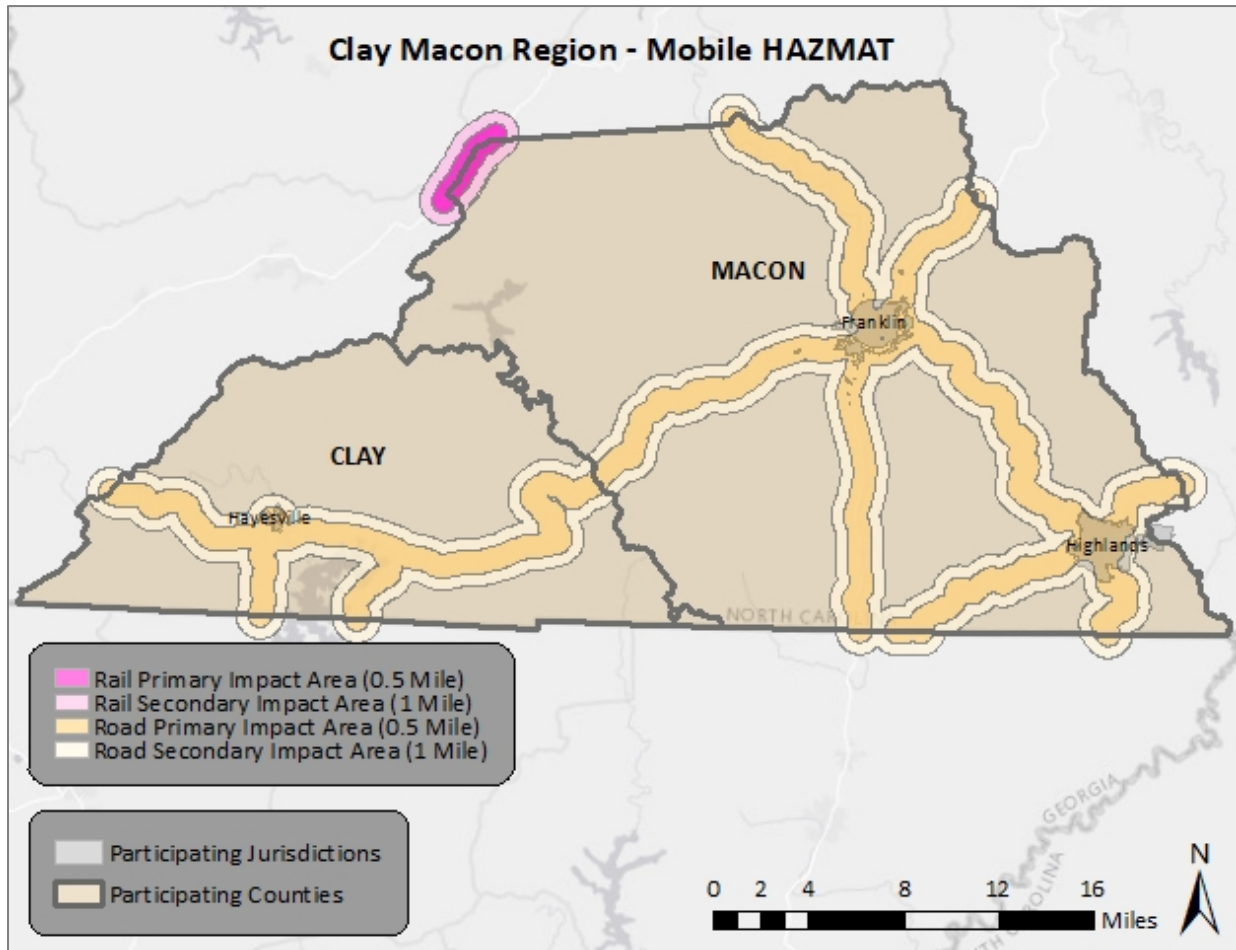 Clay Macon Region - Mobile HAZMAT
MACON
Franklin
CLAY
Hayesville
Highlands
NORTH CAROL
Rail Primary Impact Area (0.5 Mile)
Rail Secondary Impact Area (1 Mile)
Road Primary Impact Area (0.5 Mile)
Road Secondary Impact Area (1 Mile)
GEORGIA
Participating Jurisdictions
Participating Counties
N
0 2 4 8 12 16
Miles